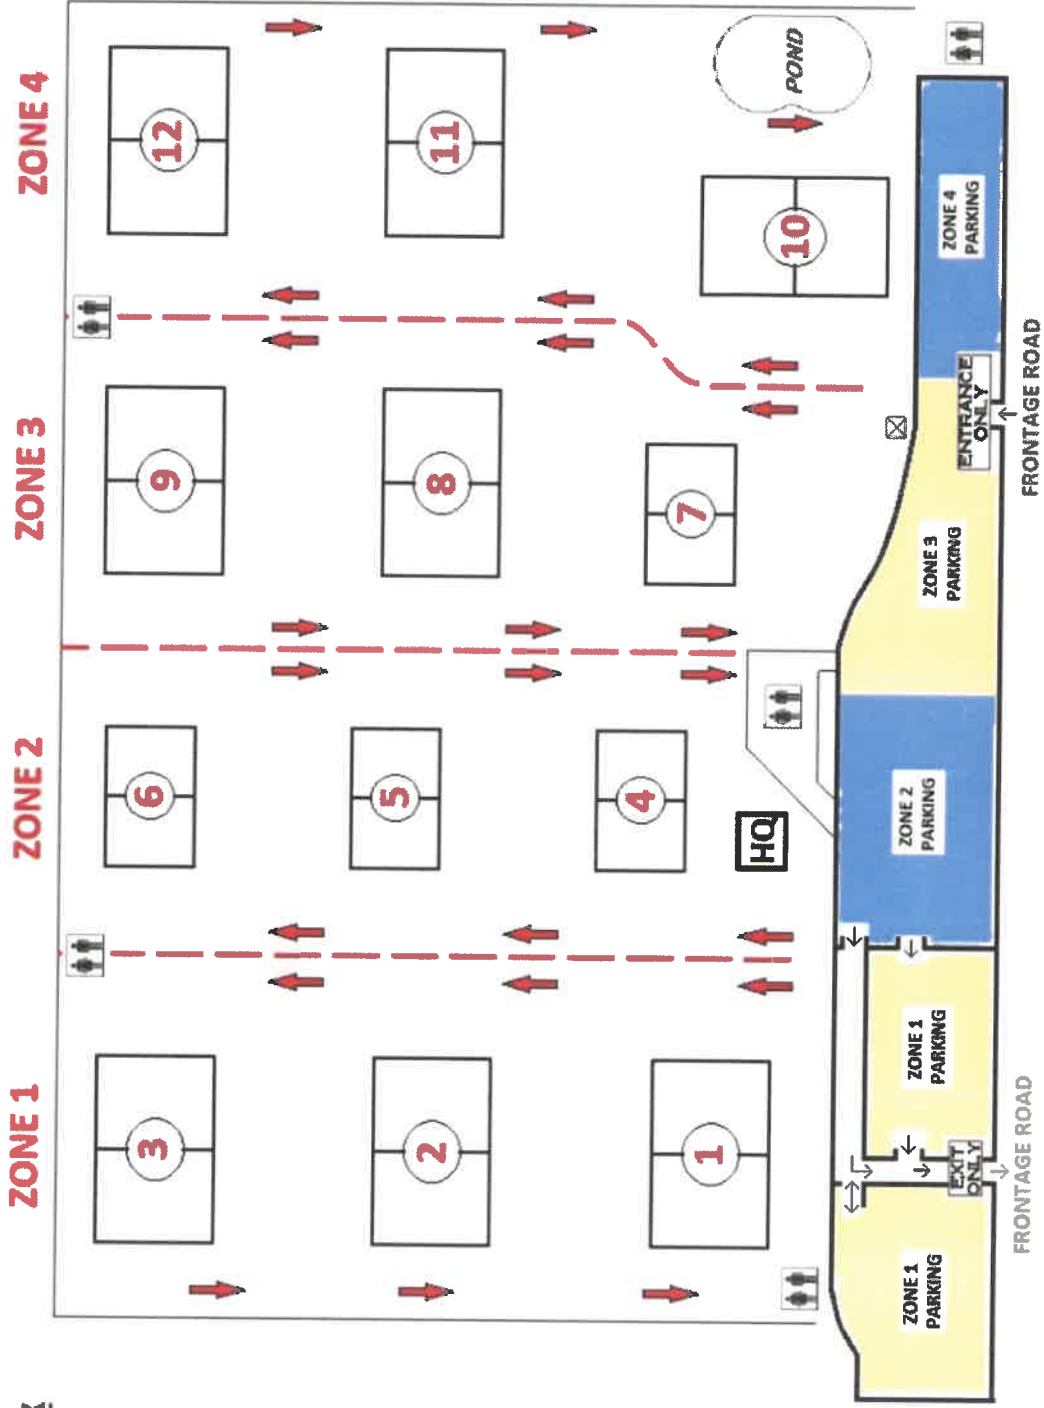 ZONE 1
ZONE 2
ZONE 3
ZONE 4
3
6
9
12
2
5
8
11
1
4
7
10
POND
HQ
ZONE 1
PARKING
ZONE 1
PARKING
ZONE 2
PARKING
ZONE 3
PARKING
ZONE 4
PARKING
EXIT
ONLY
ENTRANCE
ONLY
FRONTAGE ROAD
FRONTAGE ROAD